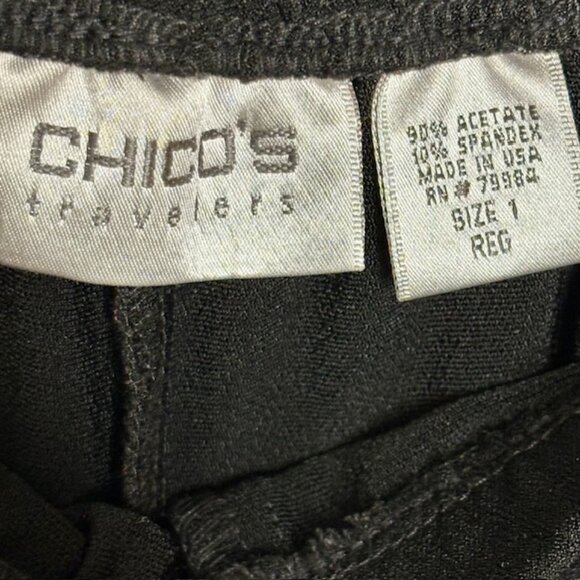 CHICO'S
travelers
90% ACETATE
10% SPANDEX
MADE IN USA
RN # 79984
SIZE 1
REG